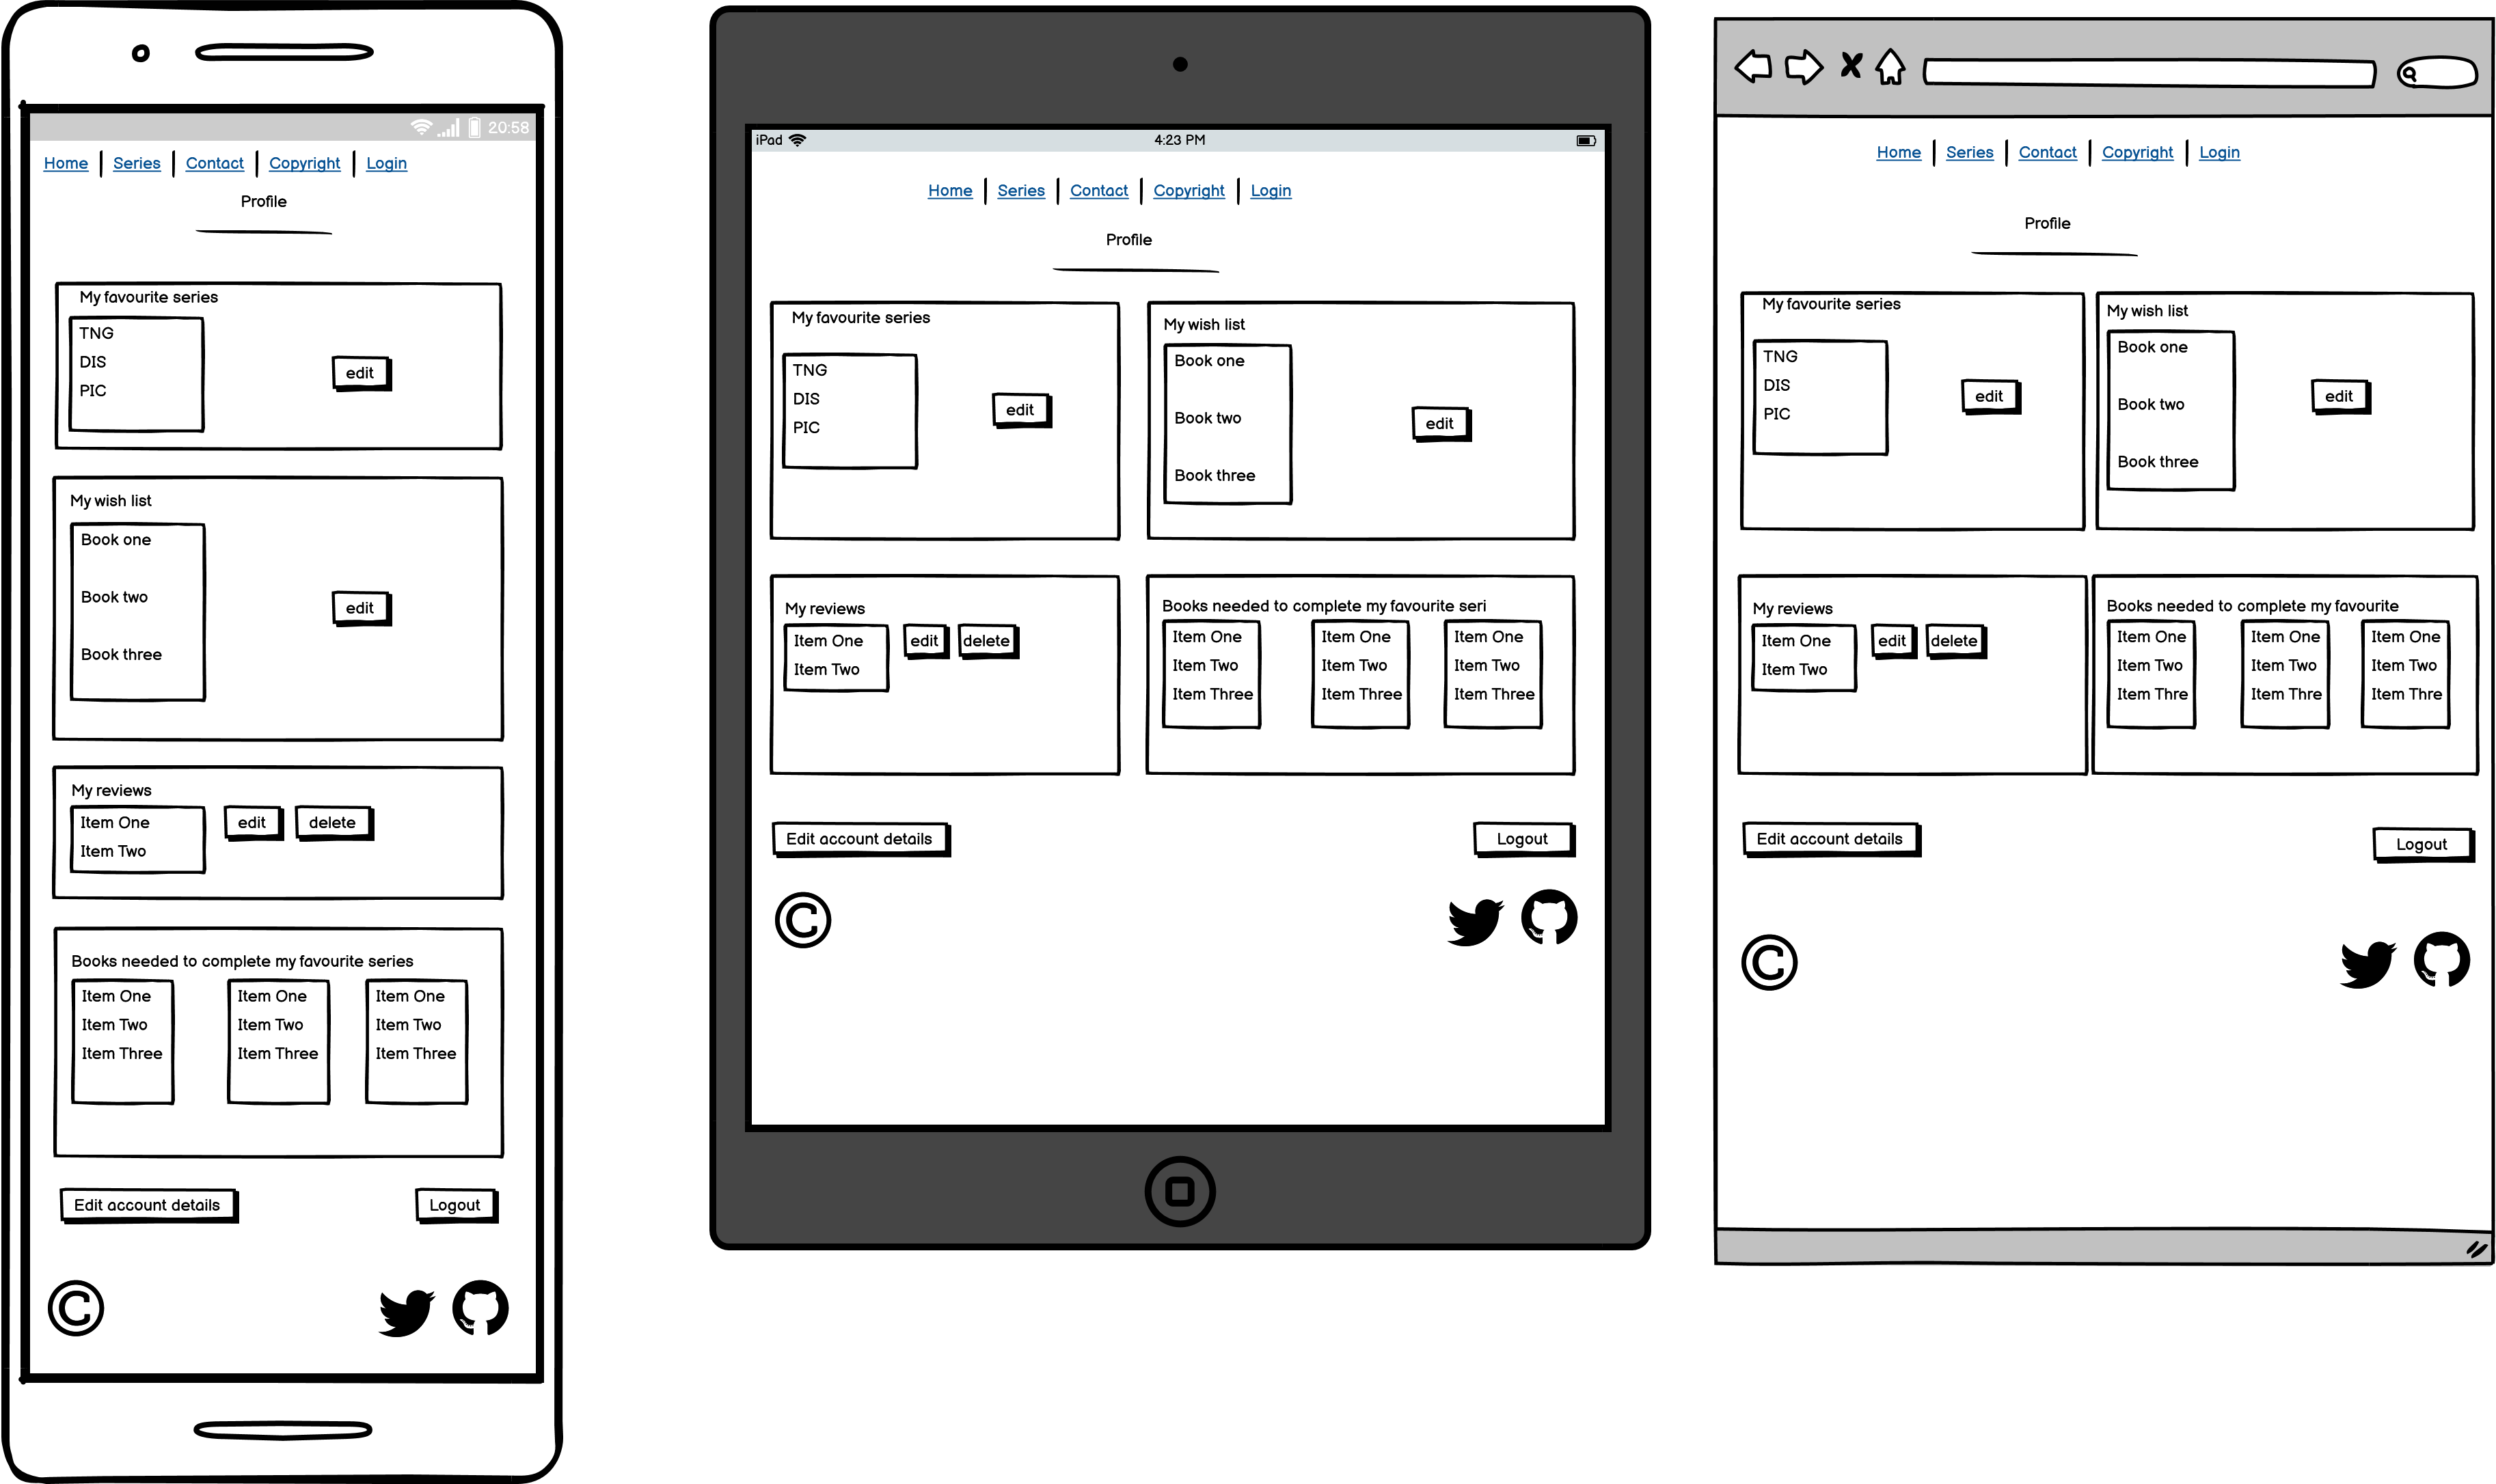 20:58
Home Series Contact Copyright Login
Profile
My favourite series
TNG
DIS
PIC
edit
My wish list
Book one
Book two
Book three
edit
My reviews
Item One
Item Two
edit delete
Books needed to complete my favourite series
Item One Item One Item One
Item Two Item Two Item Two
Item Three Item Three Item Three
Edit account details Logout
©
iPad 4:23 PM
Home Series Contact Copyright Login
Profile
My favourite series
TNG
DIS
PIC
edit
My wish list
Book one
Book two
Book three
edit
My reviews
Item One
Item Two
edit delete
Books needed to complete my favourite seri
Item One Item One Item One
Item Two Item Two Item Two
Item Three Item Three Item Three
Edit account details Logout
©
Home Series Contact Copyright Login
Profile
My favourite series
TNG
DIS
PIC
edit
My wish list
Book one
Book two
Book three
edit
My reviews
Item One
Item Two
edit delete
Books needed to complete my favourite
Item One Item One Item One
Item Two Item Two Item Two
Item Thre Item Thre Item Thre
Edit account details Logout
©